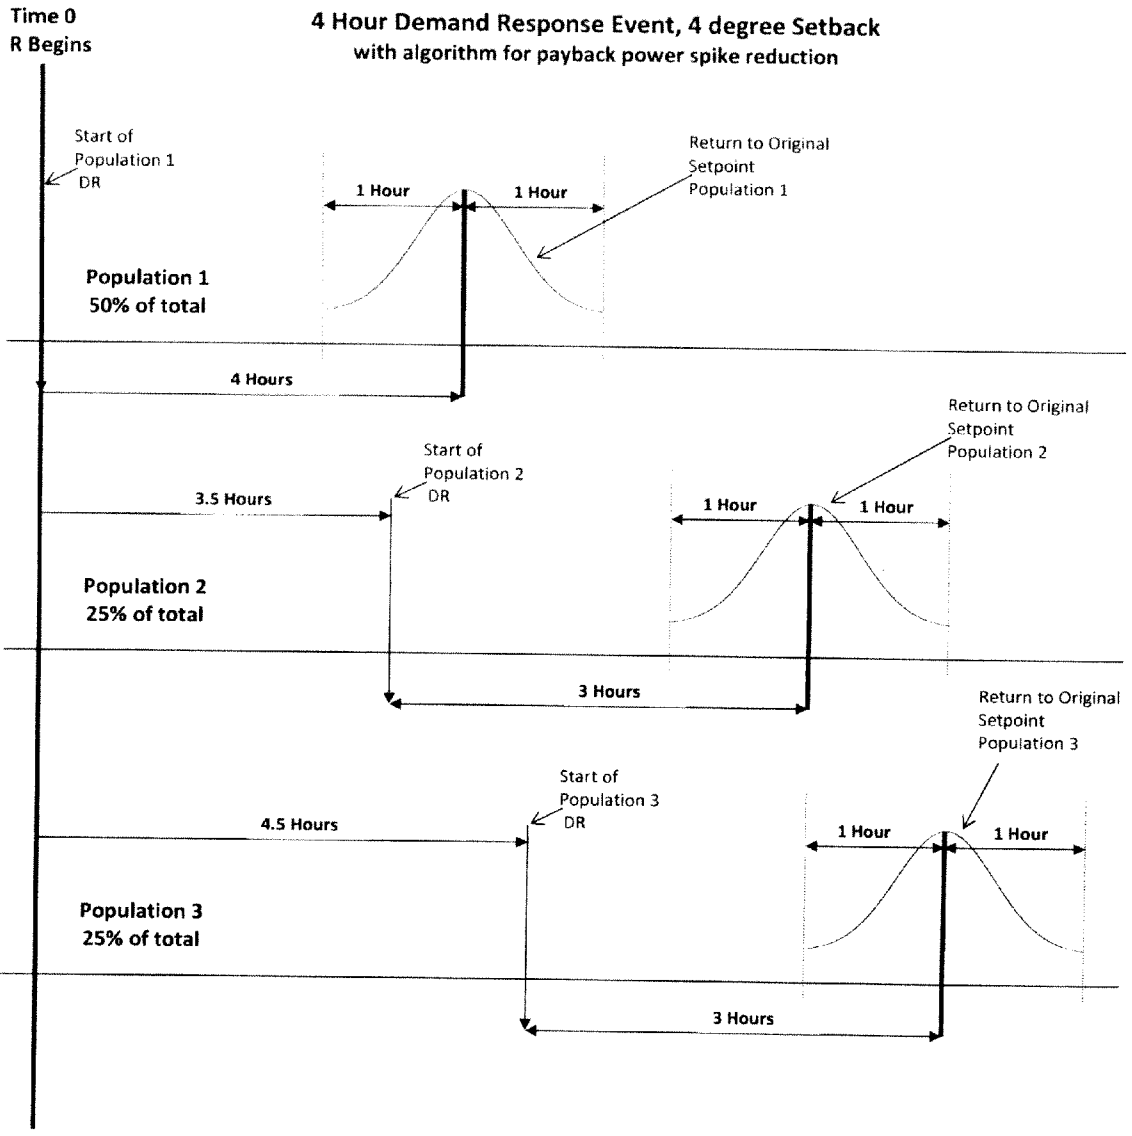 Time 0
R Begins
4 Hour Demand Response Event, 4 degree Setback
with algorithm for payback power spike reduction
Start of
Population 1
DR
Return to Original
Setpoint
Population 1
1 Hour
1 Hour
Population 1
50% of total
4 Hours
Return to Original
Setpoint
Population 2
Start of
Population 2
DR
3.5 Hours
1 Hour
1 Hour
Population 2
25% of total
3 Hours
Return to Original
Setpoint
Population 3
Start of
Population 3
DR
4.5 Hours
1 Hour
1 Hour
Population 3
25% of total
3 Hours